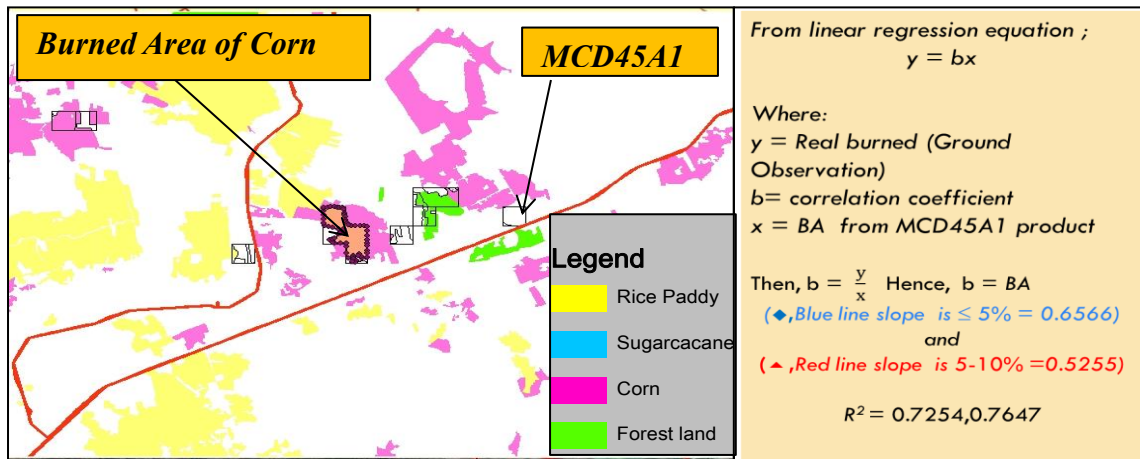 Burned Area of Corn
MCD45A1
Legend
Rice Paddy
Sugarcacane
Corn
Forest land
From linear regression equation ;
y = bx
Where:
y = Real burned (Ground
Observation)
b= correlation coefficient
x = BA from MCD45A1 product
Then, b = y/x Hence, b = BA
(◆,Blue line slope is ≤ 5% = 0.6566)
and
(▲,Red line slope is 5-10% =0.5255)
R² = 0.7254,0.7647